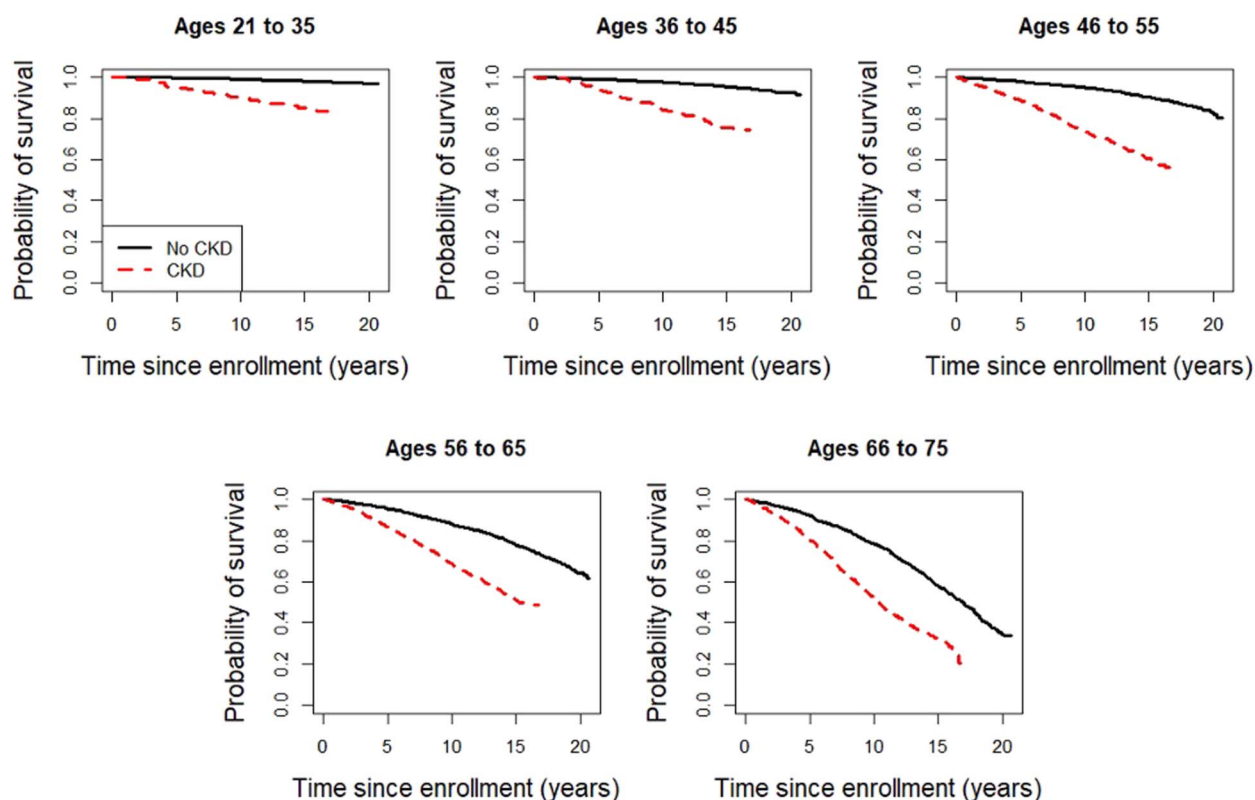 Ages 21 to 35
Probability of survival
0.0 0.2 0.4 0.6 0.8 1.0
No CKD
CKD
0 5 10 15 20
Time since enrollment (years)
Ages 36 to 45
Probability of survival
0.0 0.2 0.4 0.6 0.8 1.0
0 5 10 15 20
Time since enrollment (years)
Ages 46 to 55
Probability of survival
0.0 0.2 0.4 0.6 0.8 1.0
0 5 10 15 20
Time since enrollment (years)
Ages 56 to 65
Probability of survival
0.0 0.2 0.4 0.6 0.8 1.0
0 5 10 15 20
Time since enrollment (years)
Ages 66 to 75
Probability of survival
0.0 0.2 0.4 0.6 0.8 1.0
0 5 10 15 20
Time since enrollment (years)